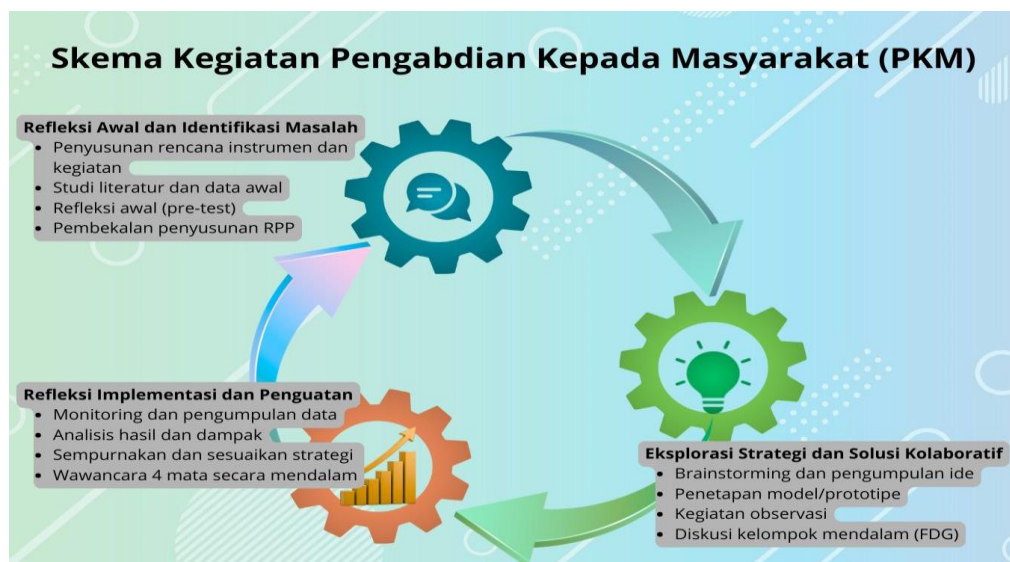 Skema Kegiatan Pengabdian Kepada Masyarakat (PKM)
Refleksi Awal dan Identifikasi Masalah
• Penyusunan rencana instrumen dan
kegiatan
• Studi literatur dan data awal
• Refleksi awal (pre-test)
• Pembekalan penyusunan RPP
Eksplorasi Strategi dan Solusi Kolaboratif
• Brainstorming dan pengumpulan ide
• Penetapan model/prototipe
• Kegiatan observasi
• Diskusi kelompok mendalam (FDG)
Refleksi Implementasi dan Penguatan
• Monitoring dan pengumpulan data
• Analisis hasil dan dampak
• Sempurnakan dan sesuaikan strategi
• Wawancara 4 mata secara mendalam